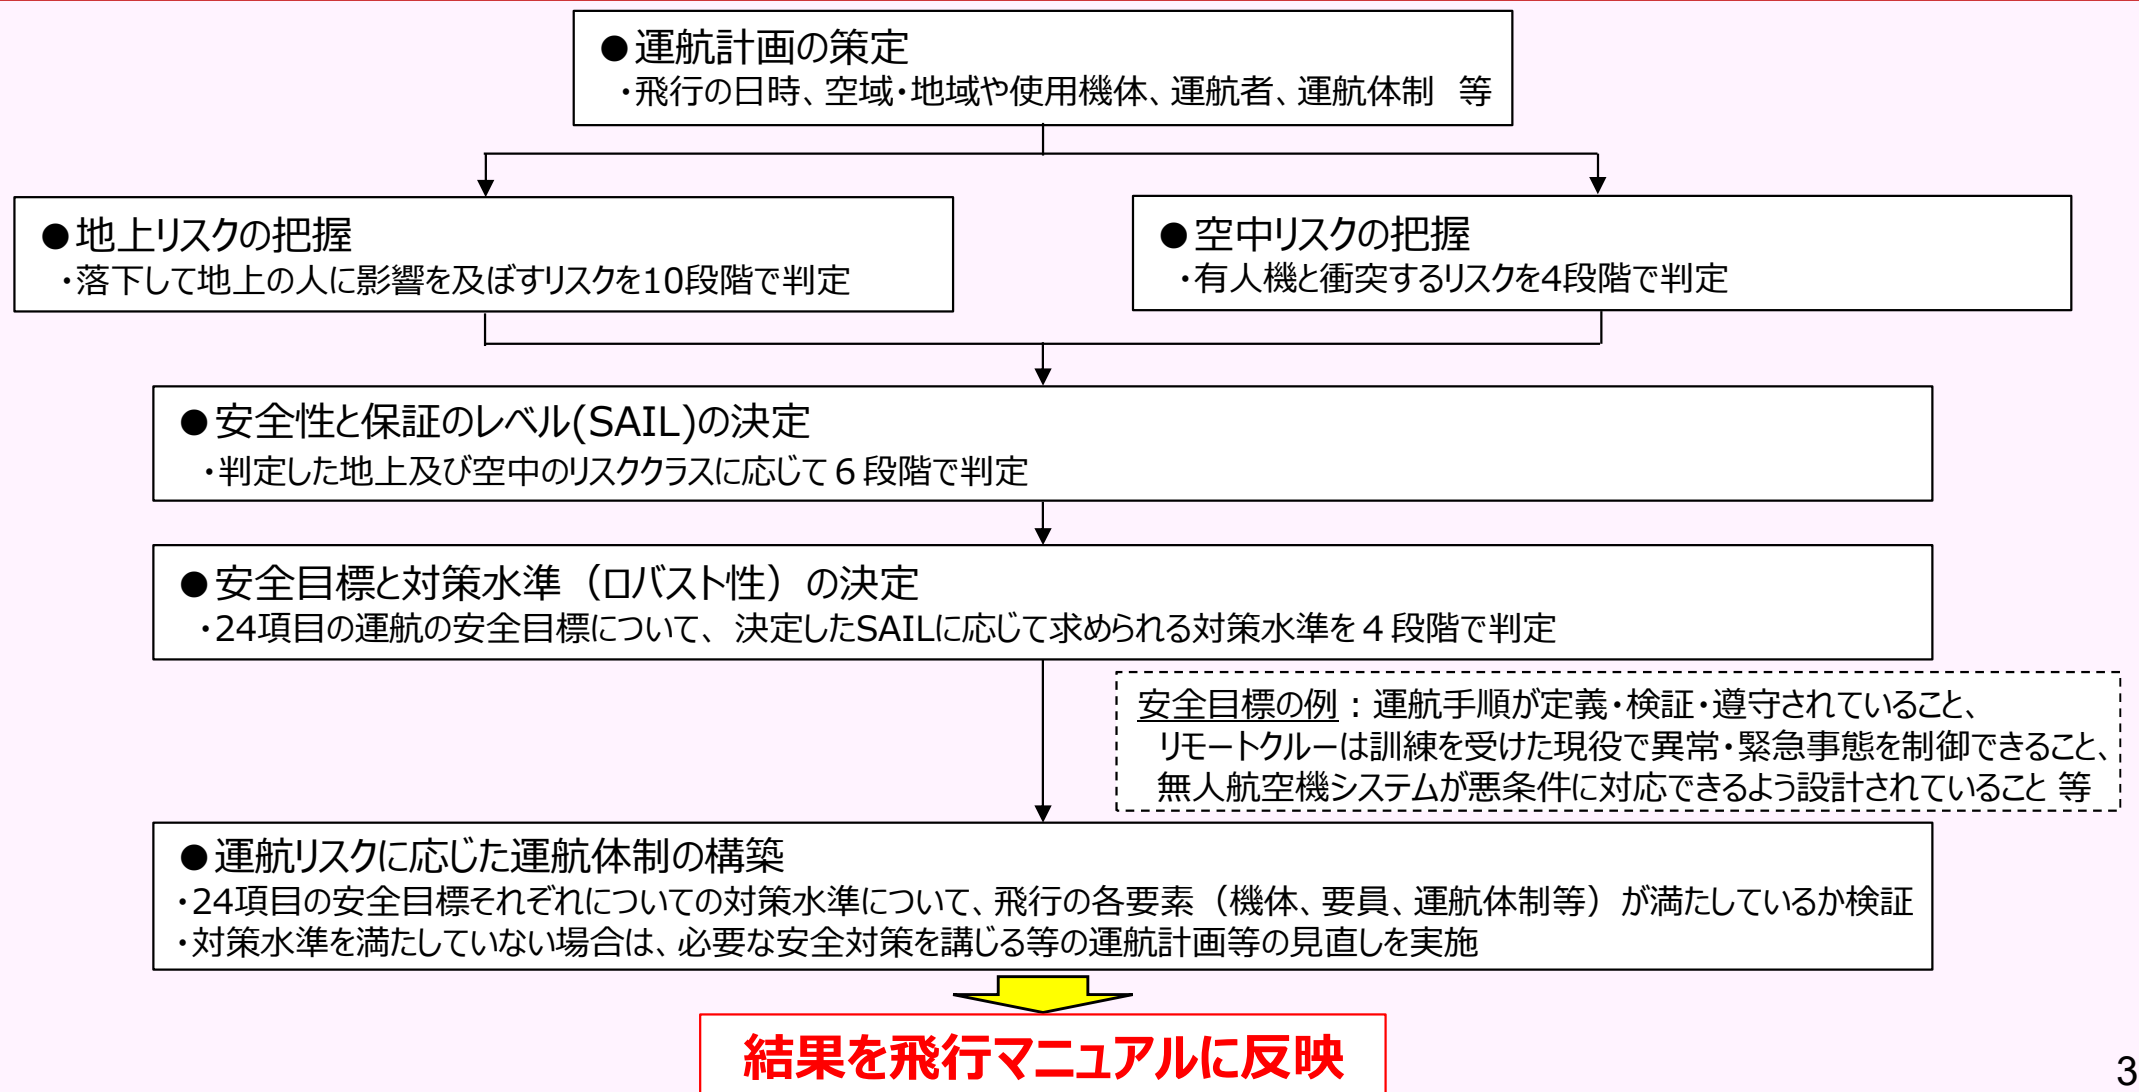 ●運航計画の策定
・飛行の日時、空域・地域や使用機体、運航者、運航体制　等
●地上リスクの把握
・落下して地上の人に影響を及ぼすリスクを10段階で判定
●空中リスクの把握
・有人機と衝突するリスクを4段階で判定
●安全性と保証のレベル(SAIL)の決定
・判定した地上及び空中のリスククラスに応じて６段階で判定
●安全目標と対策水準（ロバスト性）の決定
・24項目の運航の安全目標について、決定したSAILに応じて求められる対策水準を４段階で判定
安全目標の例：運航手順が定義・検証・遵守されていること、
リモートクルーは訓練を受けた現役で異常・緊急事態を制御できること、
無人航空機システムが悪条件に対応できるよう設計されていること 等
●運航リスクに応じた運航体制の構築
・24項目の安全目標それぞれについての対策水準について、飛行の各要素（機体、要員、運航体制等）が満たしているか検証
・対策水準を満たしていない場合は、必要な安全対策を講じる等の運航計画等の見直しを実施
結果を飛行マニュアルに反映
3